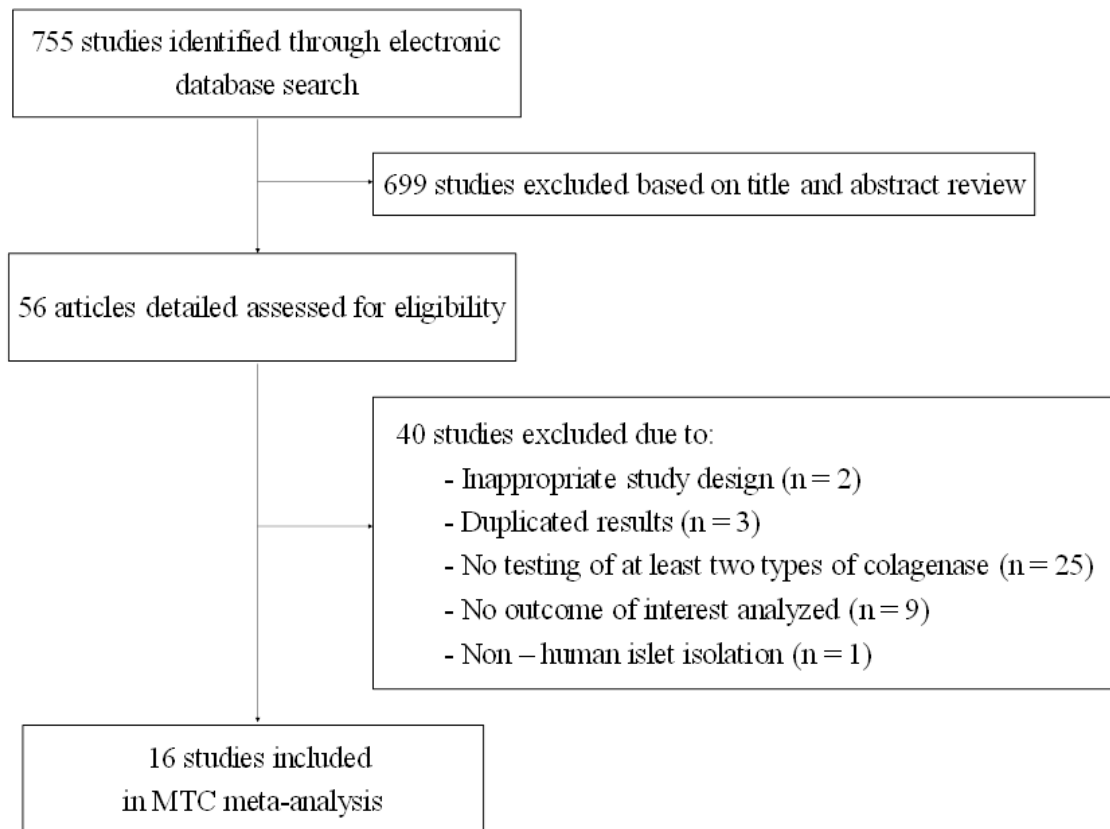 755 studies identified through electronic
database search
699 studies excluded based on title and abstract review
56 articles detailed assessed for eligibility
40 studies excluded due to:
- Inappropriate study design (n = 2)
- Duplicated results (n = 3)
- No testing of at least two types of colagenase (n = 25)
- No outcome of interest analyzed (n = 9)
- Non – human islet isolation (n = 1)
16 studies included
in MTC meta-analysis